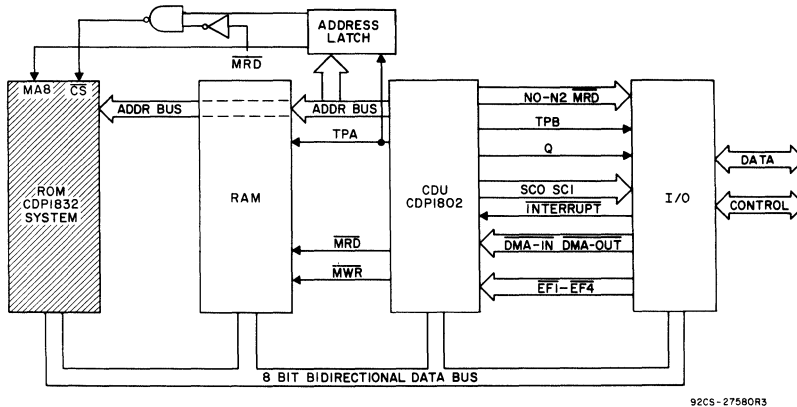 ADDRESS
LATCH
MRD
MA8 CS
ADDR BUS
ADDR BUS
NO-N2 MRD
TPA
TPB
Q
DATA
ROM
CDP1832
SYSTEM
RAM
CDU
CDP1802
SCO SCI
I/O
CONTROL
INTERRUPT
MRD
DMA-IN DMA-OUT
MWR
EF1-EF4
8 BIT BIDIRECTIONAL DATA BUS
92CS-27580R3